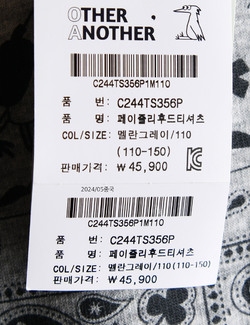 OTHER
ANOTHER
C244TS356P1M110
품 번: C244TS356P
품 명: 페이즐리후드티셔츠
COL/SIZE: 멜란그레이/110
(110-150)
판매가격: ₩ 45,900
2024/05중국
C244TS356P1M110
품 번: C244TS356P
품 명: 페이즐리후드티셔츠
COL/SIZE: 멜란그레이/110(110-150)
판매가격: ₩ 45,900